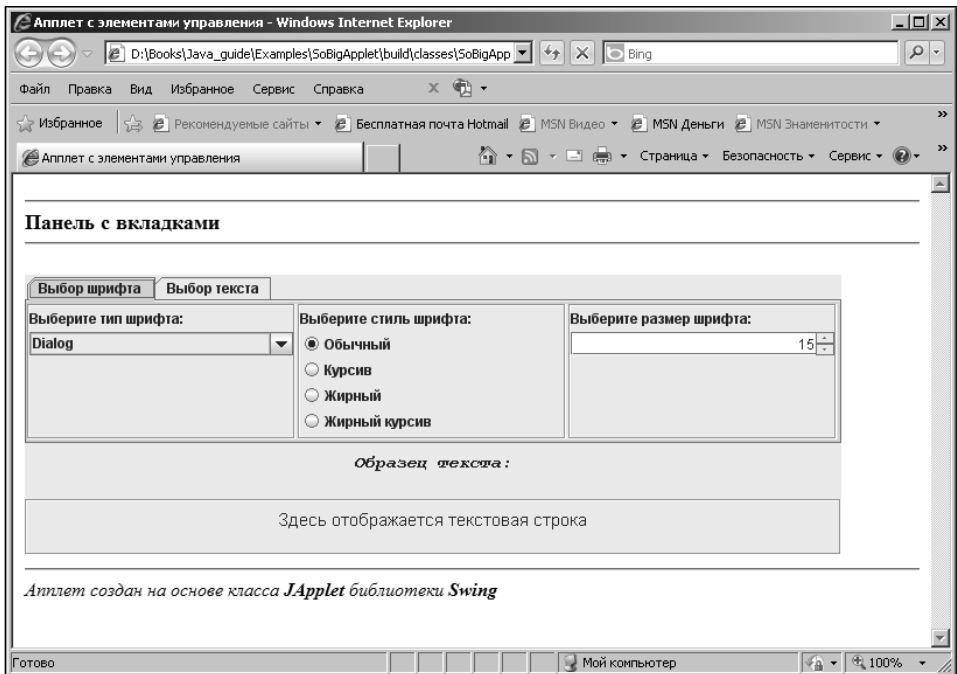 Апплет с элементами управления - Windows Internet Explorer
D:\Books\Java_guide\Examples\SoBigApplet\build\classes\SoBigApp
Bing
Файл Правка Вид Избранное Сервис Справка
Избранное Рекомендуемые сайты Бесплатная почта Hotmail MSN Видео MSN Деньги MSN Знаменитости
Апплет с элементами управления Страница Безопасность Сервис
Панель с вкладками
Выбор шрифта Выбор текста
Выберите тип шрифта: Выберите стиль шрифта: Выберите размер шрифта:
Dialog Обычный 15
Курсив
Жирный
Жирный курсив
Образец текста:
Здесь отображается текстовая строка
Апплет создан на основе класса JApplet библиотеки Swing
Готово Мой компьютер 100%